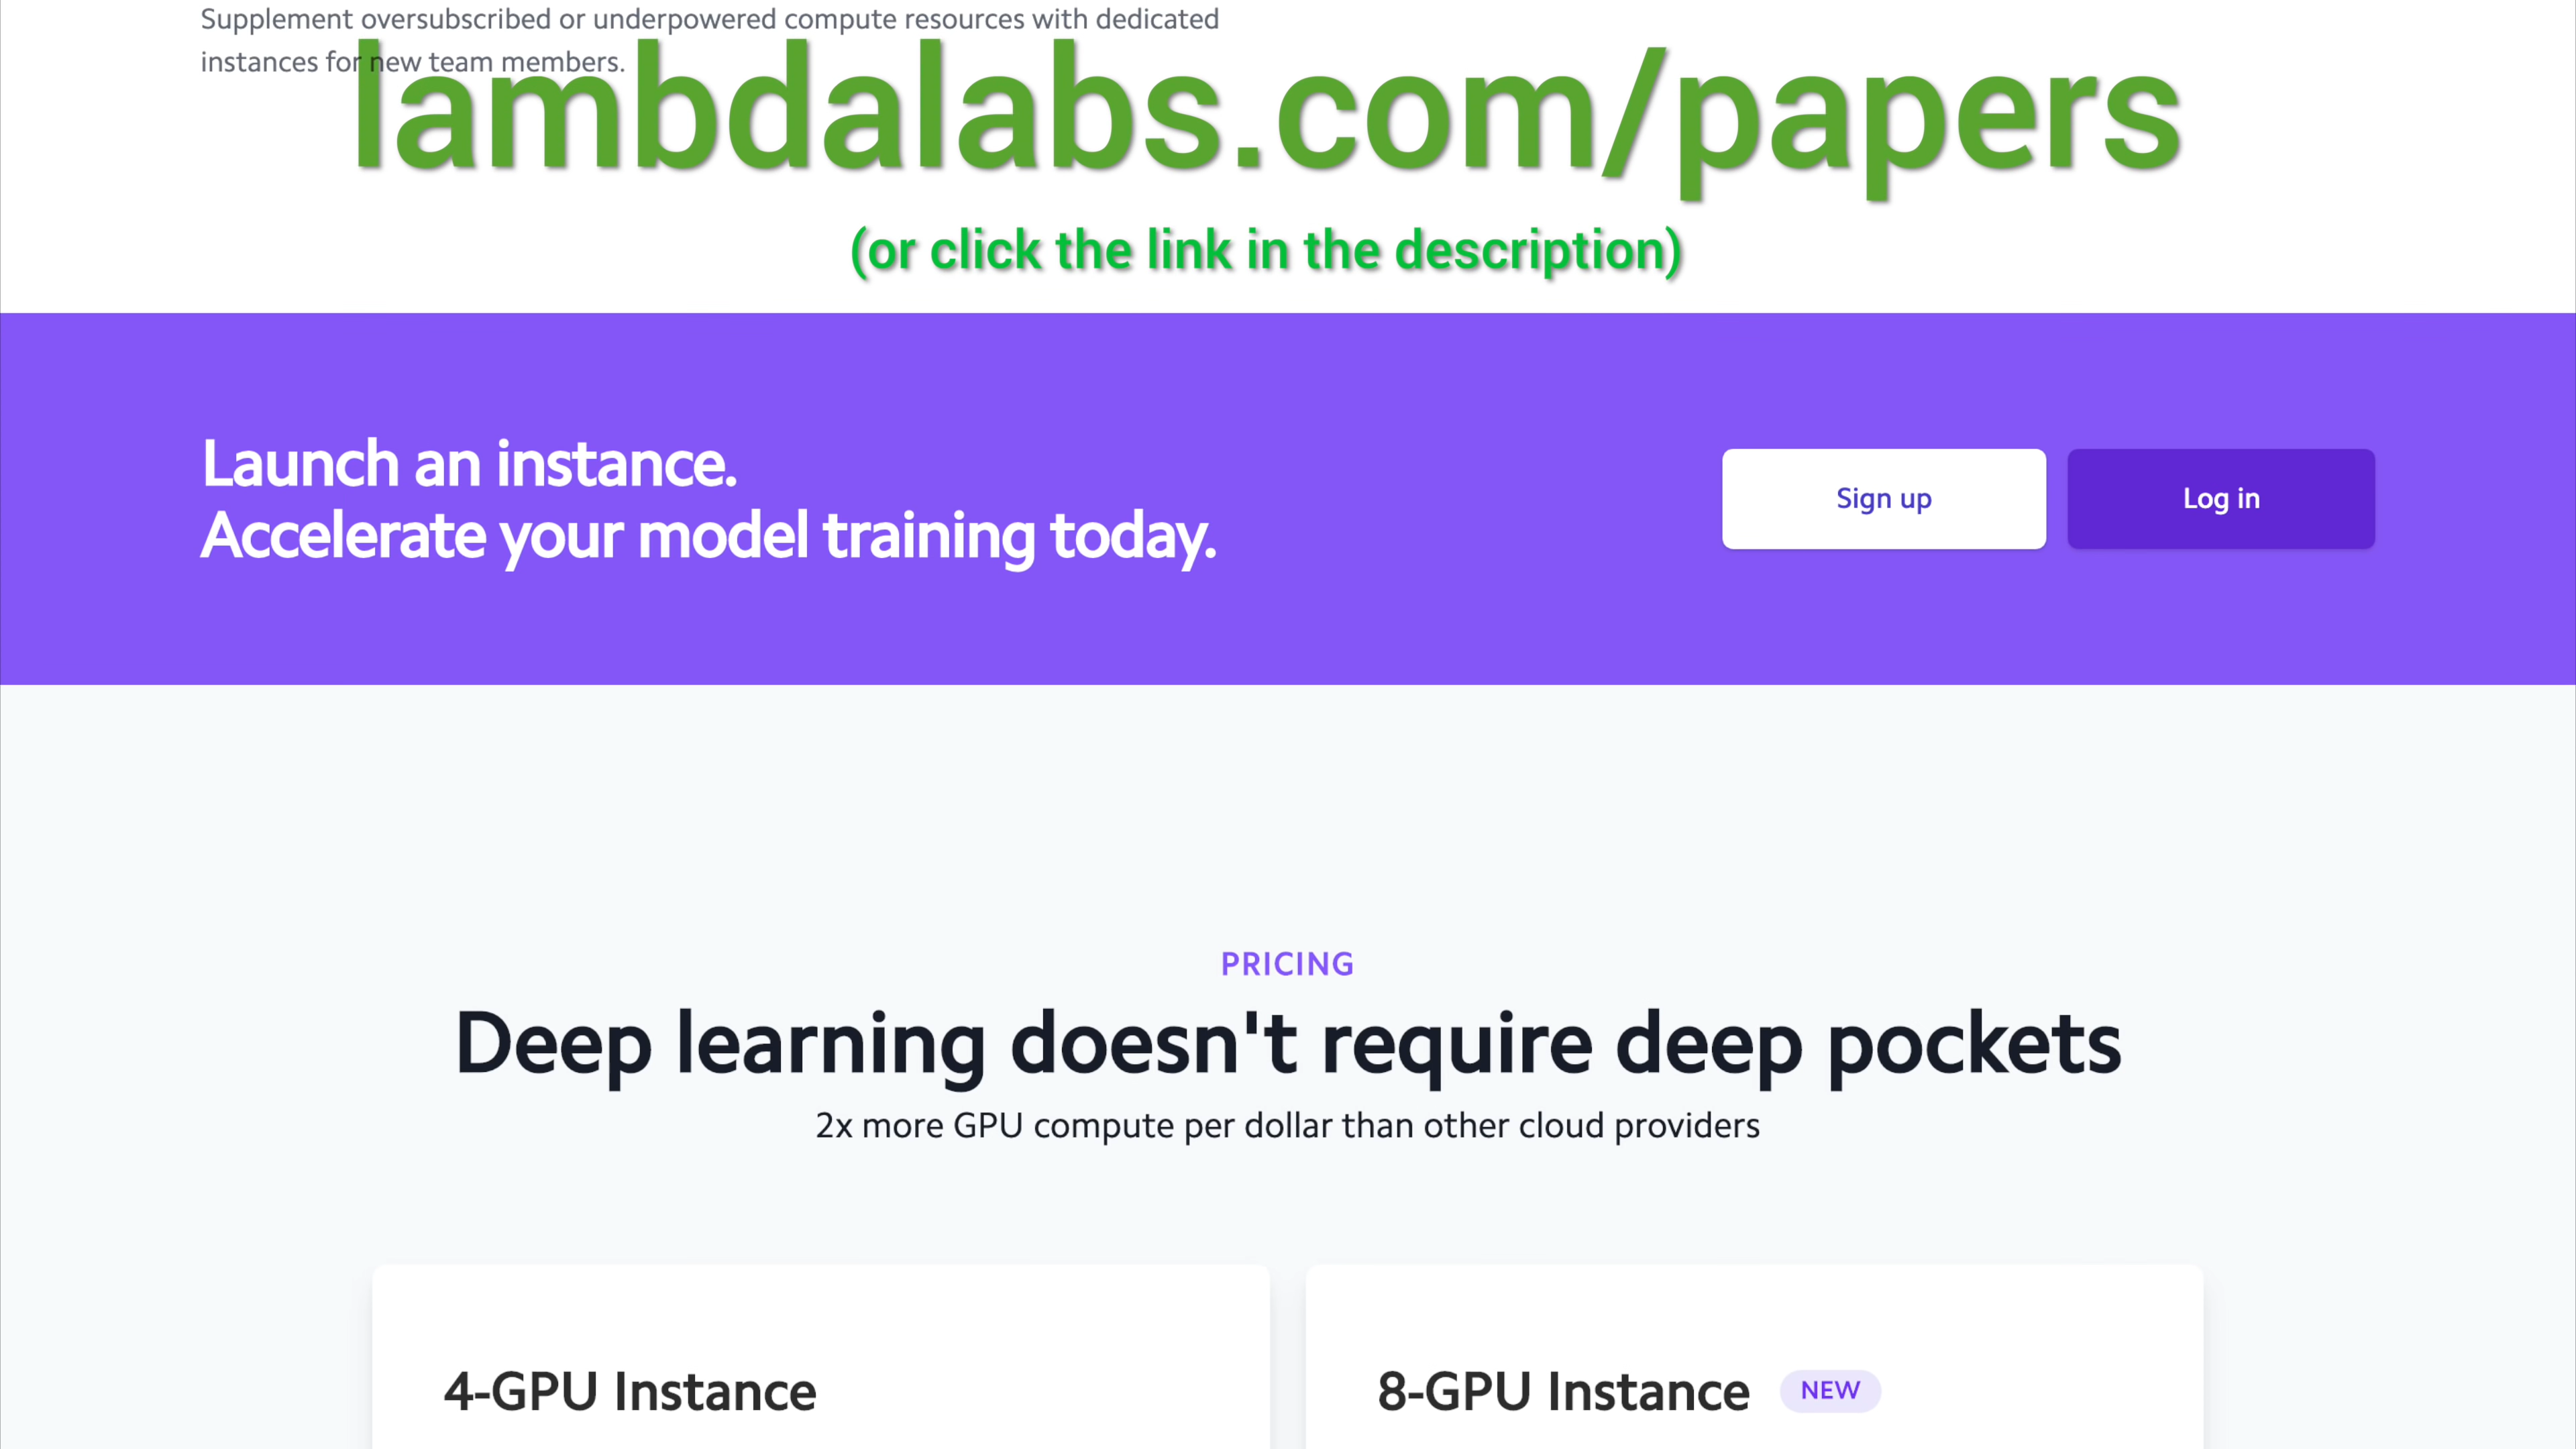 Supplement oversubscribed or underpowered compute resources with dedicated
instances for new team members.
lambdalabs.com/papers
(or click the link in the description)
Launch an instance.
Accelerate your model training today.
Sign up
Log in
PRICING
Deep learning doesn't require deep pockets
2x more GPU compute per dollar than other cloud providers
4-GPU Instance
8-GPU Instance NEW